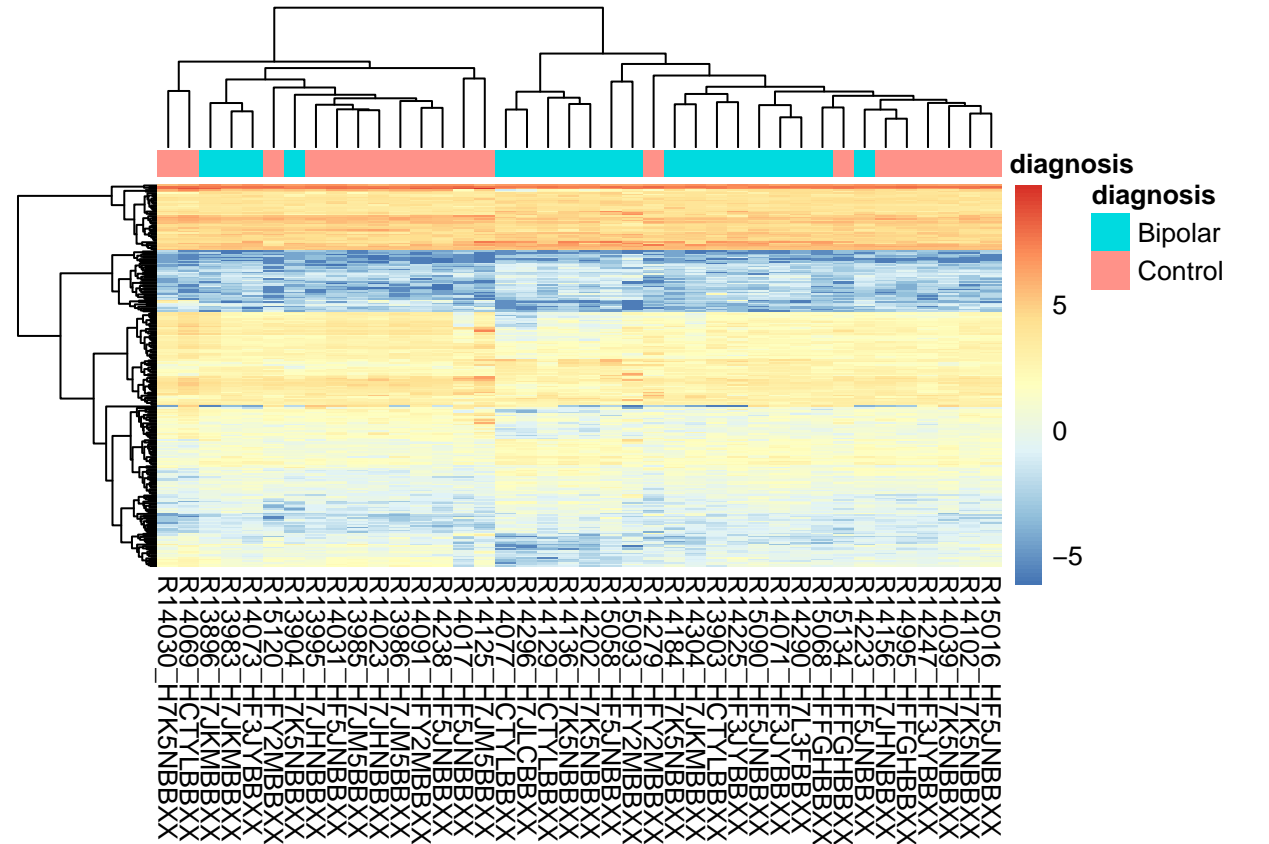 diagnosis
diagnosis
Bipolar
Control
5
0
−5
R14030_H7K5NBBXX
R14069_HCTYLBBXX
R13896_H7JKMBBXX
R13983_H7JKMBBXX
R14073_HF3JYBBXX
R15120_HFY2MBBXX
R13904_H7K5NBBXX
R13995_H7JHNBBXX
R14031_HF5JNBBXX
R13985_H7JM5BBXX
R14023_H7JHNBBXX
R13986_H7JM5BBXX
R14091_HFY2MBBXX
R14238_HF5JNBBXX
R14017_HF5JNBBXX
R14125_H7JM5BBXX
R14077_HCTYLBBXX
R14296_H7JLCBBXX
R14129_HCTYLBBXX
R14136_H7K5NBBXX
R14202_H7K5NBBXX
R15058_HF5JNBBXX
R15093_HFY2MBBXX
R14279_HFY2MBBXX
R14184_H7K5NBBXX
R14304_H7JKMBBXX
R13903_HCTYLBBXX
R14225_HF3JYBBXX
R15090_HF5JNBBXX
R14071_HF3JYBBXX
R14290_H7L3FBBXX
R15068_HFFGHBBXX
R15134_HFFGHBBXX
R14223_HF5JNBBXX
R14156_H7JHNBBXX
R14995_HFFGHBBXX
R14247_HF3JYBBXX
R14039_H7K5NBBXX
R14102_H7K5NBBXX
R15016_HF5JNBBXX